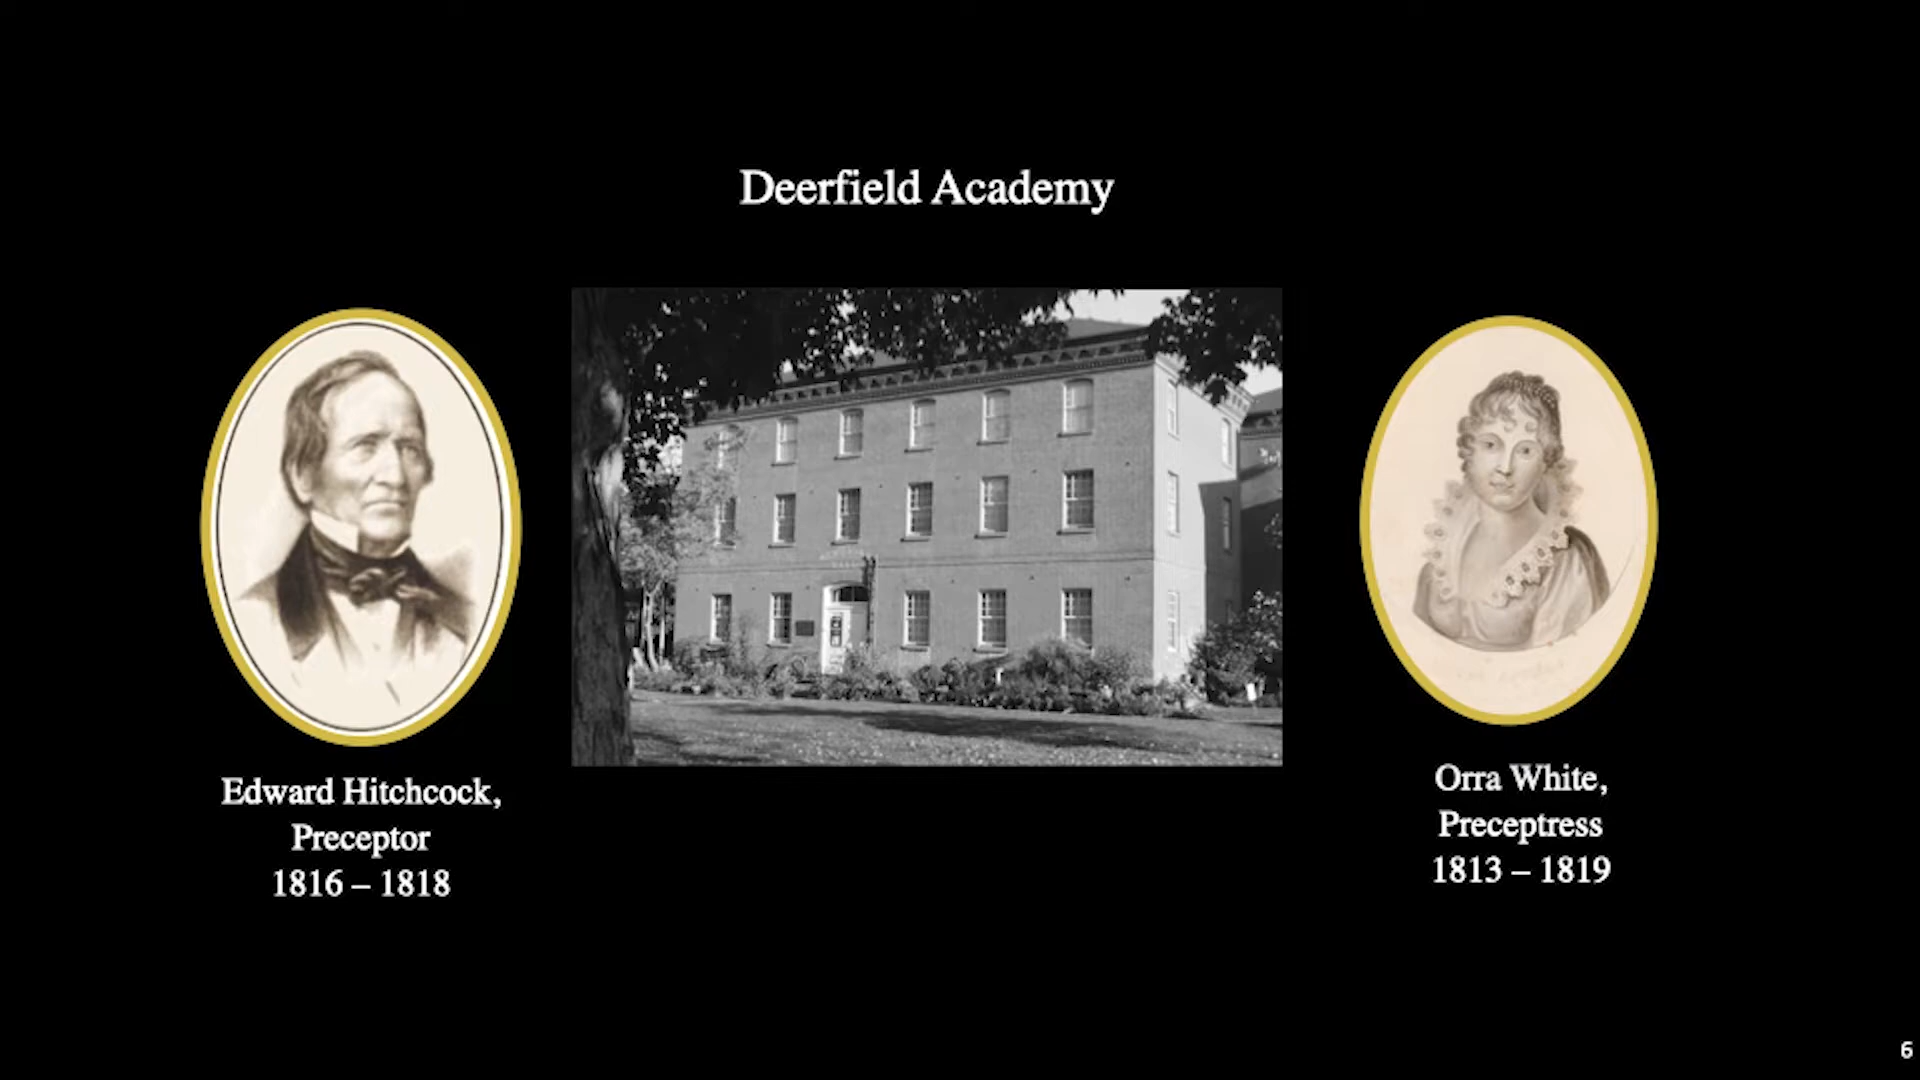 Deerfield Academy
Edward Hitchcock,
Preceptor
1816 – 1818
Orra White,
Preceptress
1813 – 1819
6